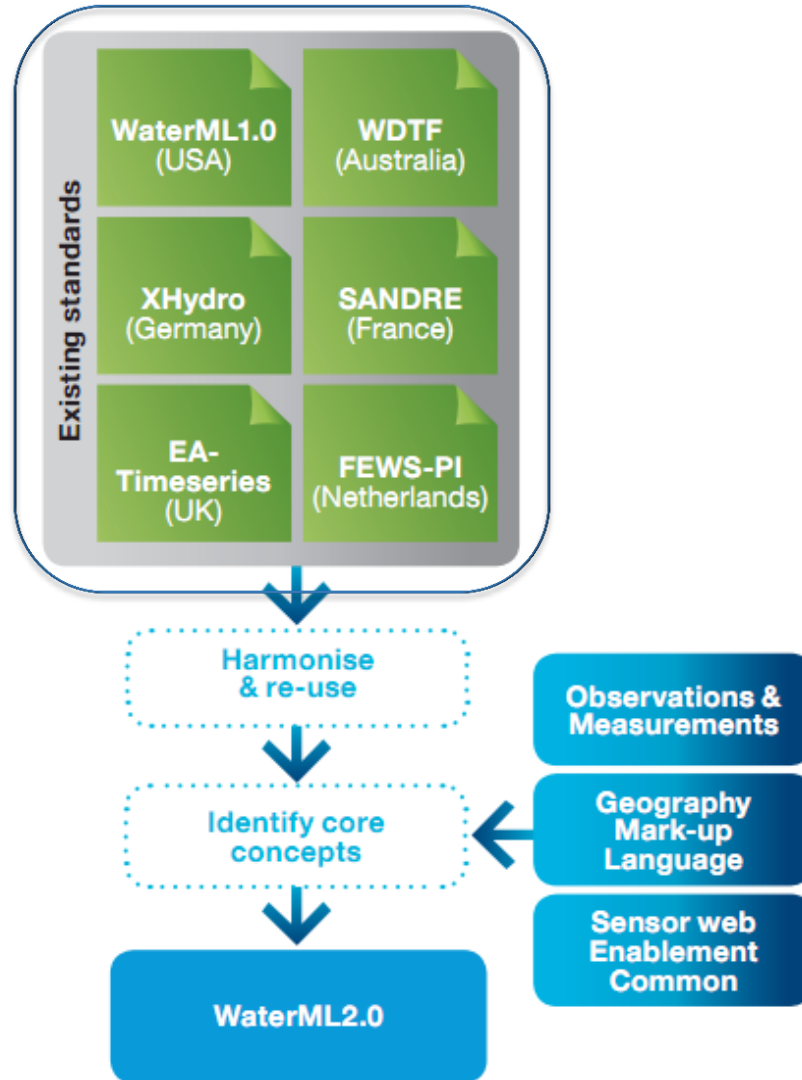 Existing standards
WaterML1.0
(USA)
WDTF
(Australia)
XHydro
(Germany)
SANDRE
(France)
EA-
Timeseries
(UK)
FEWS-PI
(Netherlands)
Harmonise
& re-use
Identify core
concepts
Observations &
Measurements
Geography
Mark-up
Language
Sensor web
Enablement
Common
WaterML2.0